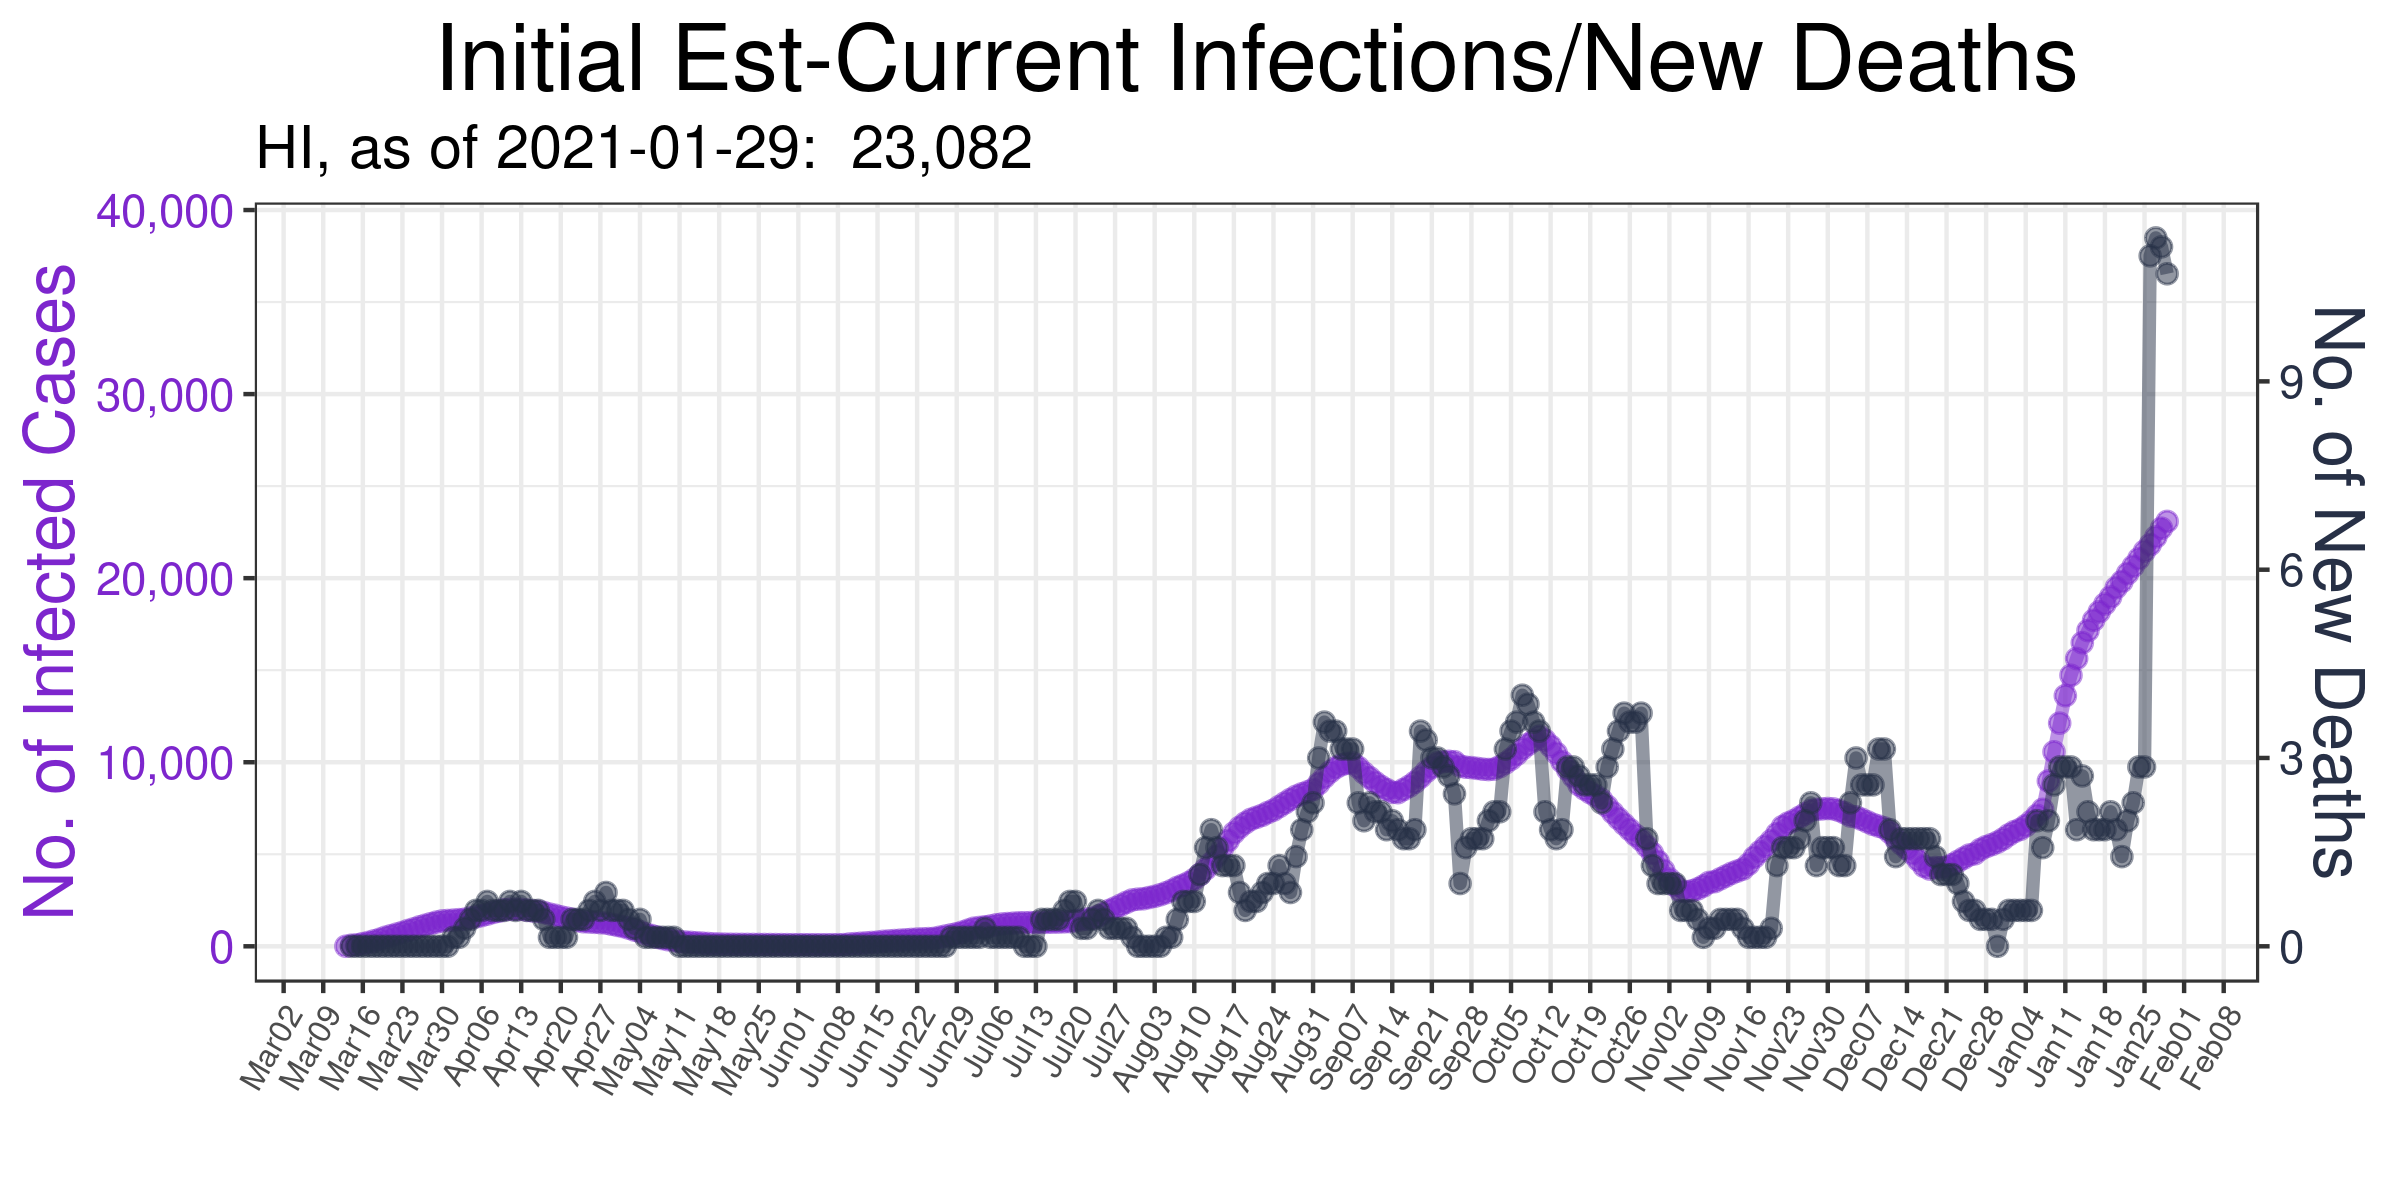 Initial Est-Current Infections/New Deaths
HI, as of 2021-01-29:  23,082
No. of Infected Cases
40,000
30,000
20,000
10,000
0
No. of New Deaths
9
6
3
0
Mar02
Mar09
Mar16
Mar23
Mar30
Apr06
Apr13
Apr20
Apr27
May04
May11
May18
May25
Jun01
Jun08
Jun15
Jun22
Jun29
Jul06
Jul13
Jul20
Jul27
Aug03
Aug10
Aug17
Aug24
Aug31
Sep07
Sep14
Sep21
Sep28
Oct05
Oct12
Oct19
Oct26
Nov02
Nov09
Nov16
Nov23
Nov30
Dec07
Dec14
Dec21
Dec28
Jan04
Jan11
Jan18
Jan25
Feb01
Feb08